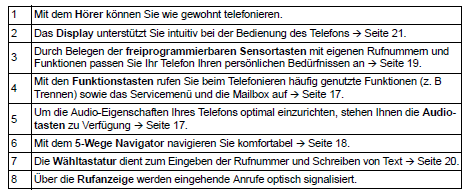 1 Mit dem Hörer können Sie wie gewohnt telefonieren.
2 Das Display unterstützt Sie intuitiv bei der Bedienung des Telefons → Seite 21.
3 Durch Belegen der freiprogrammierbaren Sensortasten mit eigenen Rufnummern und
Funktionen passen Sie Ihr Telefon Ihren persönlichen Bedürfnissen an → Seite 19.
4 Mit den Funktionstasten rufen Sie beim Telefonieren häufig genutzte Funktionen (z. B
Trennen) sowie das Servicemenü und die Mailbox auf → Seite 17.
5 Um die Audio-Eigenschaften Ihres Telefons optimal einzurichten, stehen Ihnen die Audio-
tasten zu Verfügung → Seite 17.
6 Mit dem 5-Wege Navigator navigieren Sie komfortabel → Seite 18.
7 Die Wähltastatur dient zum Eingeben der Rufnummer und Schreiben von Text → Seite 20.
8 Über die Rufanzeige werden eingehende Anrufe optisch signalisiert.